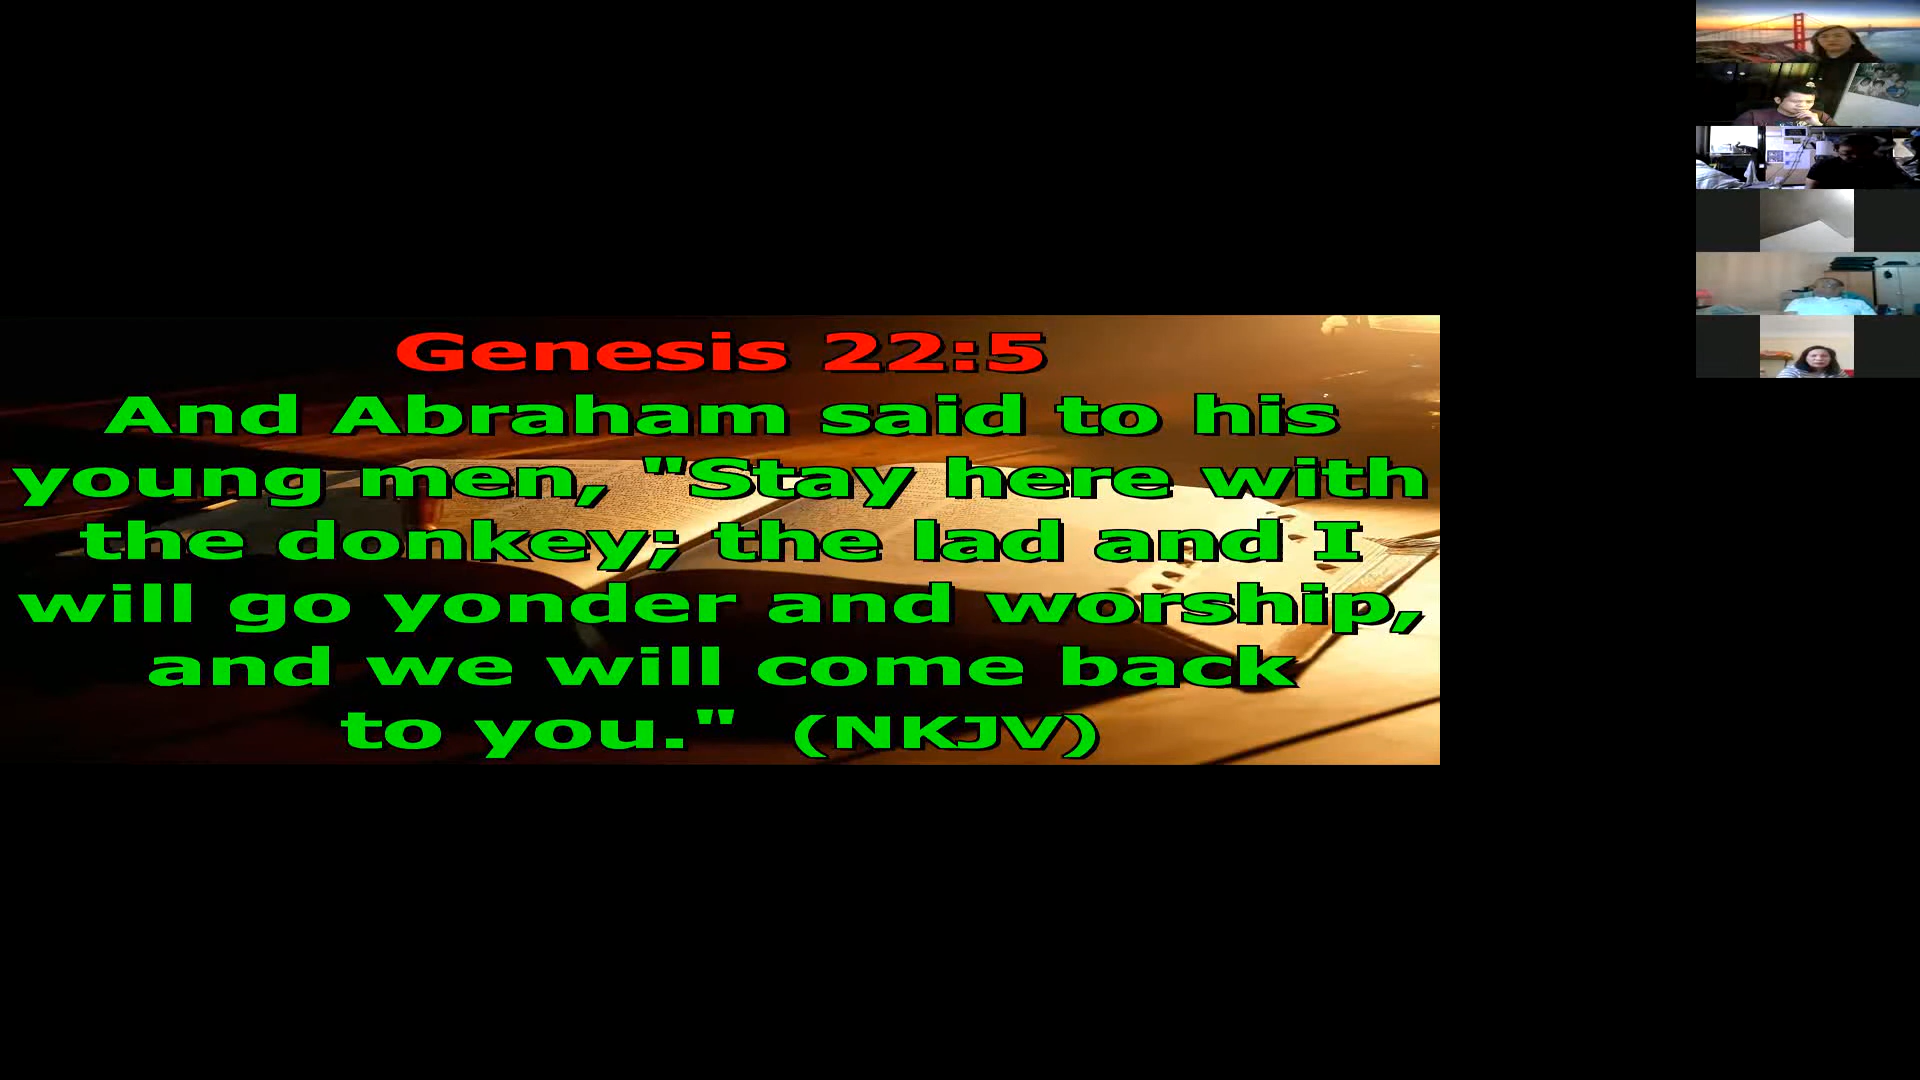 Genesis 22:5
And Abraham said to his
young men, "Stay here with
the donkey; the lad and I
will go yonder and worship,
and we will come back
to you." (NKJV)